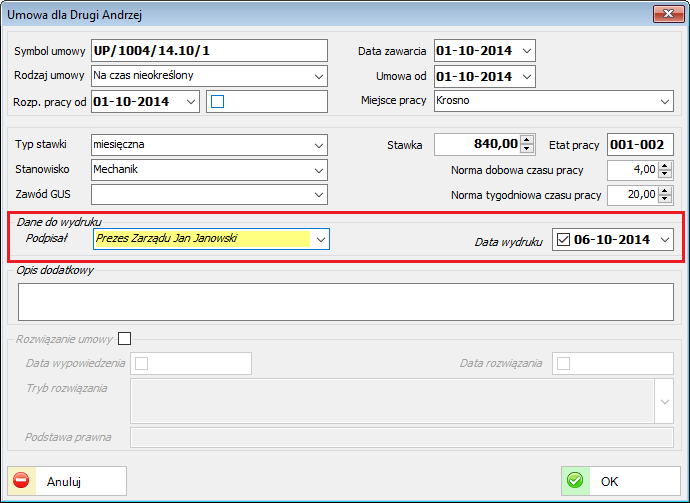 Umowa dla Drugi Andrzej
Symbol umowy UP/1004/14.10/1 Data zawarcia 01-10-2014
Rodzaj umowy Na czas nieokreślony Umowa od 01-10-2014
Rozp. pracy od 01-10-2014 Miejsce pracy Krosno
Typ stawki miesięczna Stawka 840,00 Etat pracy 001-002
Stanowisko Mechanik Norma dobowa czasu pracy 4,00
Zawód GUS Norma tygodniowa czasu pracy 20,00
Dane do wydruku
Podpisał Prezes Zarządu Jan Janowski Data wydruku 06-10-2014
Opis dodatkowy
Rozwiązanie umowy
Data wypowiedzenia Data rozwiązania
Tryb rozwiązania
Podstawa prawna
Anuluj OK